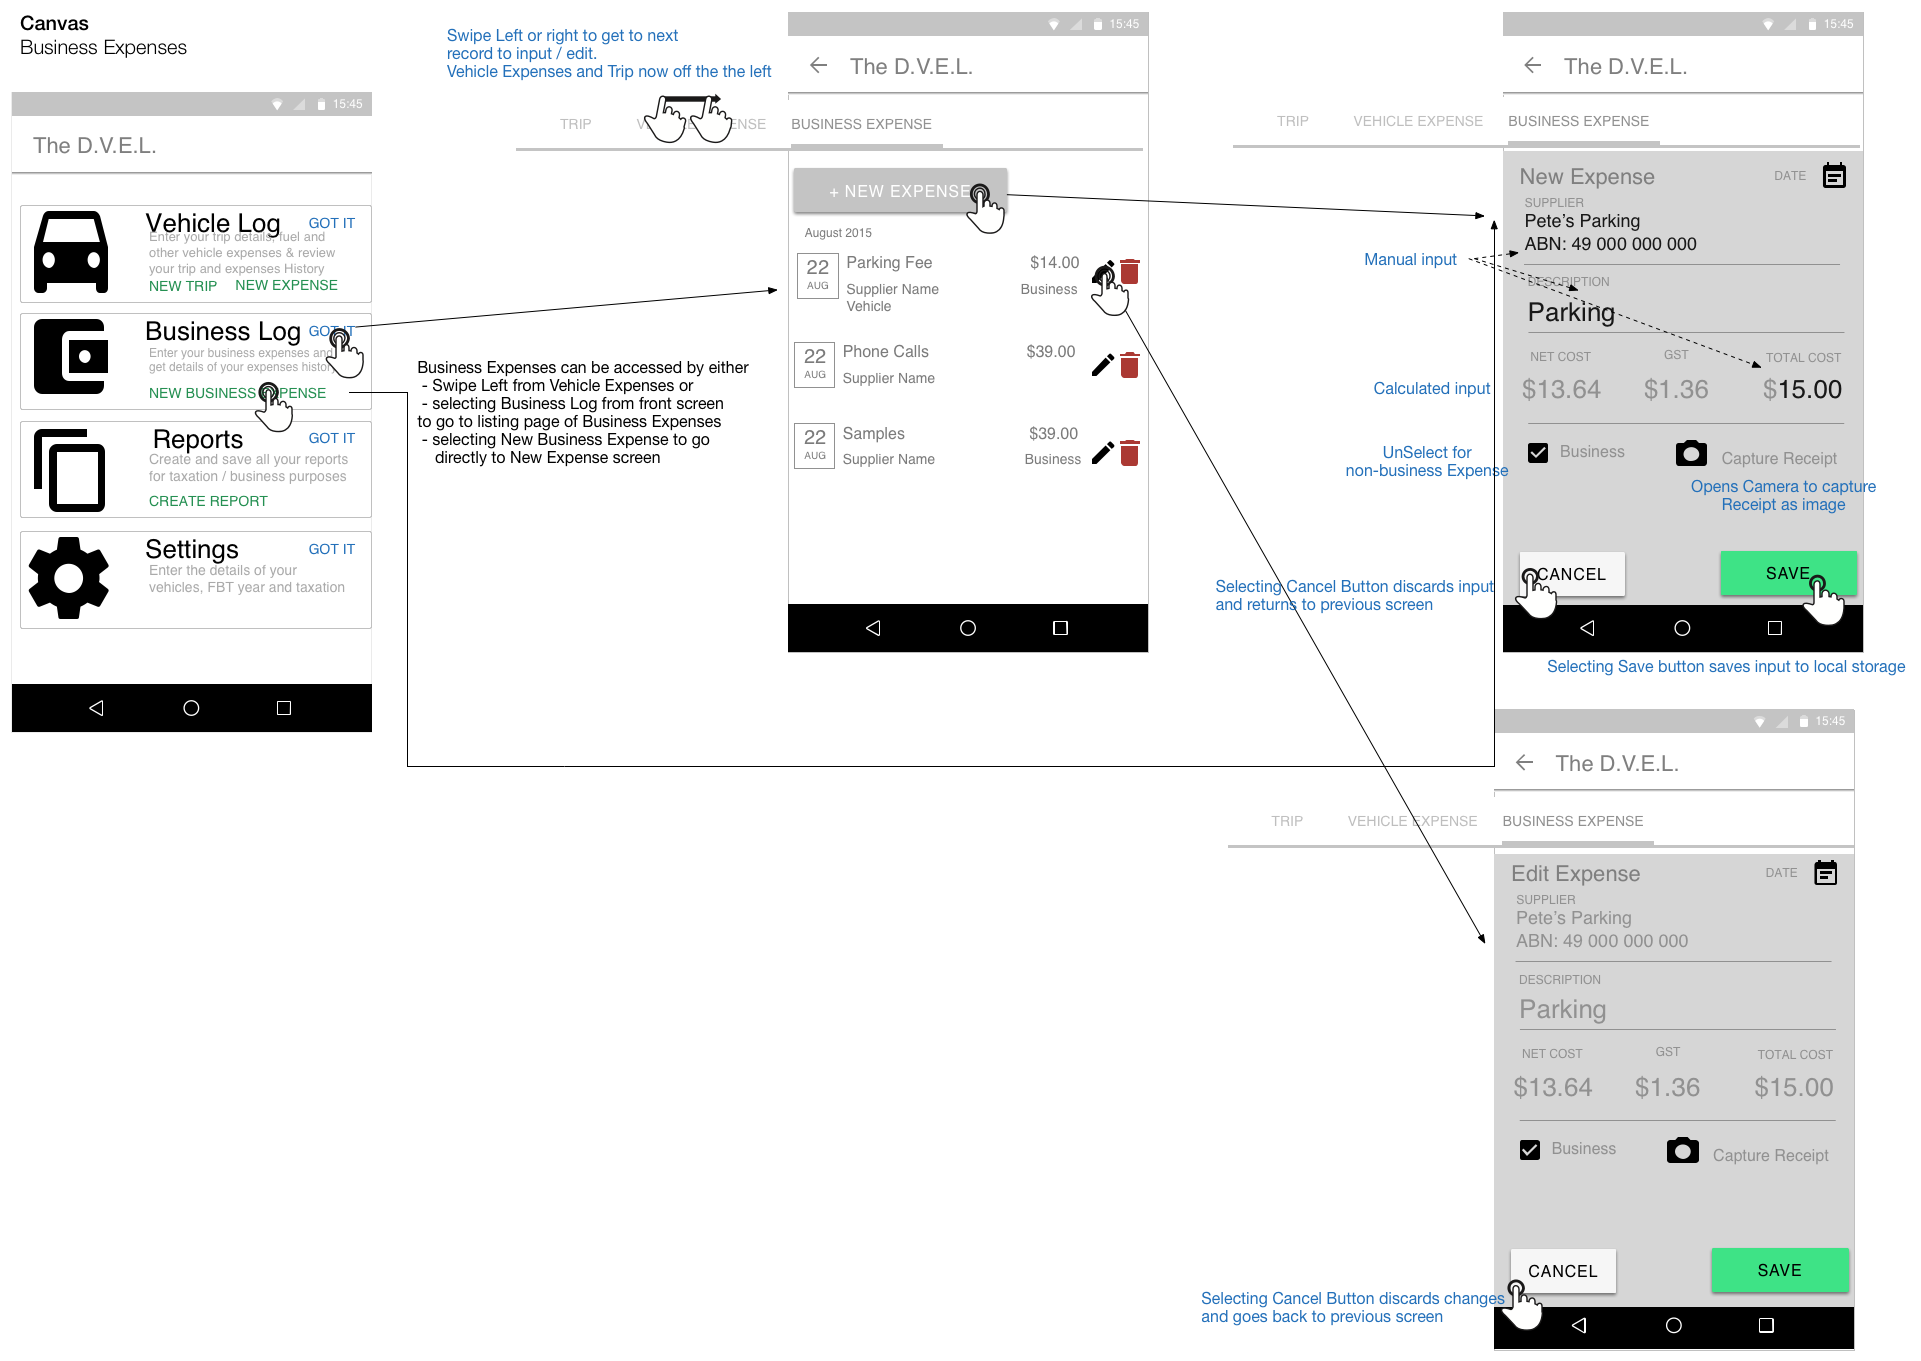 Canvas
Business Expenses
15:45
The D.V.E.L.
Vehicle Log
GOT IT
Enter your trip details, fuel and
other vehicle expenses & review
your trip and expenses History
NEW TRIP NEW EXPENSE
Business Log
GOT IT
Enter your business expenses and
get details of your expenses history
NEW BUSINESS EXPENSE
Reports
GOT IT
Create and save all your reports
for taxation / business purposes
CREATE REPORT
Settings
GOT IT
Enter the details of your
vehicles, FBT year and taxation
Swipe Left or right to get to next
record to input / edit.
Vehicle Expenses and Trip now off the the left
Business Expenses can be accessed by either
- Swipe Left from Vehicle Expenses or
- selecting Business Log from front screen
to go to listing page of Business Expenses
- selecting New Business Expense to go
directly to New Expense screen
15:45
The D.V.E.L.
TRIP VEHICLE EXPENSE BUSINESS EXPENSE
+ NEW EXPENSE
August 2015
22 AUG
Parking Fee $14.00
Supplier Name Business
Vehicle
22 AUG
Phone Calls $39.00
Supplier Name
22 AUG
Samples $39.00
Supplier Name Business
15:45
The D.V.E.L.
TRIP VEHICLE EXPENSE BUSINESS EXPENSE
New Expense DATE
SUPPLIER
Pete's Parking
ABN: 49 000 000 000
Manual input
DESCRIPTION
Parking
NET COST GST TOTAL COST
Calculated input
$13.64 $1.36 $15.00
UnSelect for
non-business Expense
Business Capture Receipt
Opens Camera to capture
Receipt as image
CANCEL SAVE
Selecting Cancel Button discards input
and returns to previous screen
Selecting Save button saves input to local storage
15:45
The D.V.E.L.
TRIP VEHICLE EXPENSE BUSINESS EXPENSE
Edit Expense DATE
SUPPLIER
Pete's Parking
ABN: 49 000 000 000
DESCRIPTION
Parking
NET COST GST TOTAL COST
$13.64 $1.36 $15.00
Business Capture Receipt
CANCEL SAVE
Selecting Cancel Button discards changes
and goes back to previous screen